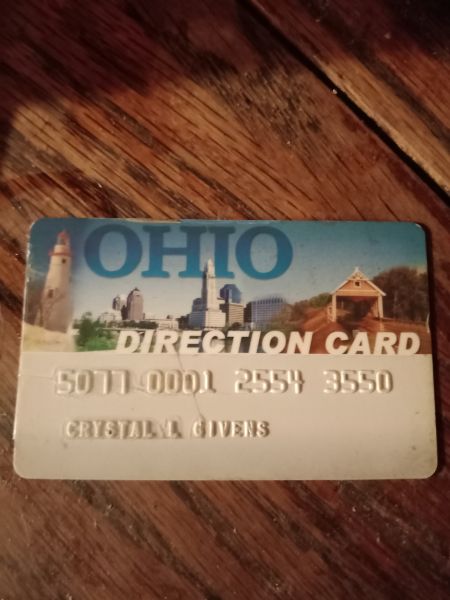 OHIO
DIRECTION CARD
5077 0001 2554 3550
CRYSTAL L GIVENS